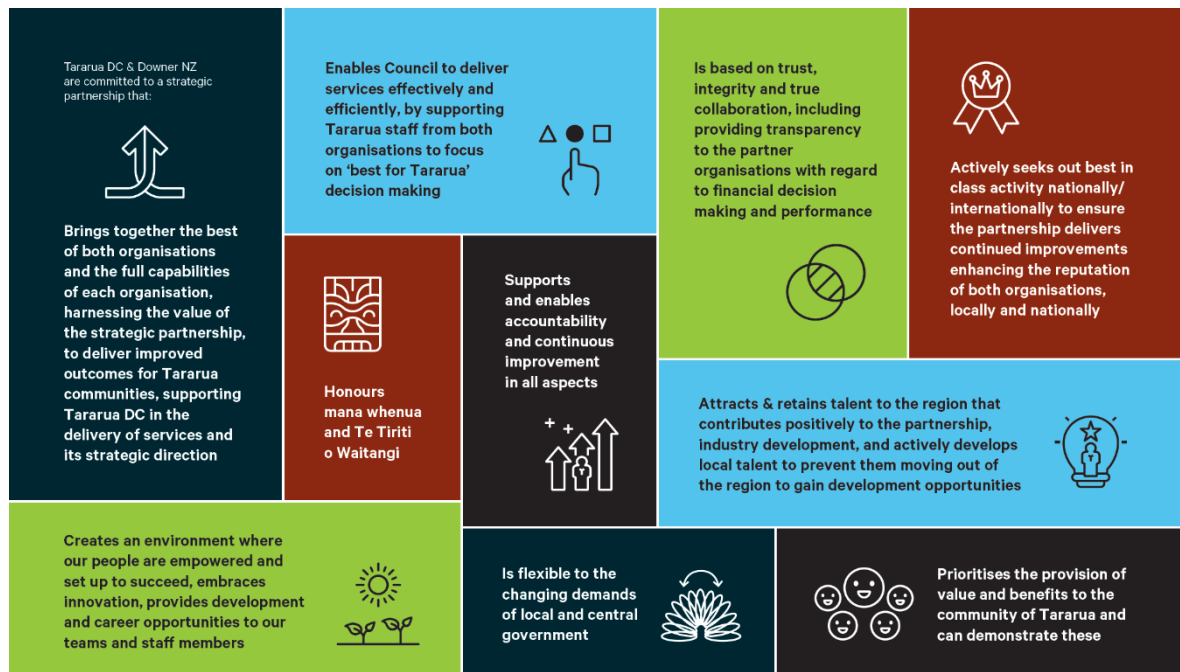 Tararua DC & Downer NZ
are committed to a strategic
partnership that:
Brings together the best
of both organisations
and the full capabilities
of each organisation,
harnessing the value of
the strategic partnership,
to deliver improved
outcomes for Tararua
communities, supporting
Tararua DC in the
delivery of services and
its strategic direction
Enables Council to deliver
services effectively and
efficiently, by supporting
Tararua staff from both
organisations to focus
on ‘best for Tararua’
decision making
Is based on trust,
integrity and true
collaboration, including
providing transparency
to the partner
organisations with regard
to financial decision
making and performance
Actively seeks out best in
class activity nationally/
internationally to ensure
the partnership delivers
continued improvements
enhancing the reputation
of both organisations,
locally and nationally
Honours
mana whenua
and Te Tiriti
o Waitangi
Supports
and enables
accountability
and continuous
improvement
in all aspects
Attracts & retains talent to the region that
contributes positively to the partnership,
industry development, and actively develops
local talent to prevent them moving out of
the region to gain development opportunities
Creates an environment where
our people are empowered and
set up to succeed, embraces
innovation, provides development
and career opportunities to our
teams and staff members
Is flexible to the
changing demands
of local and central
government
Prioritises the provision of
value and benefits to the
community of Tararua and
can demonstrate these